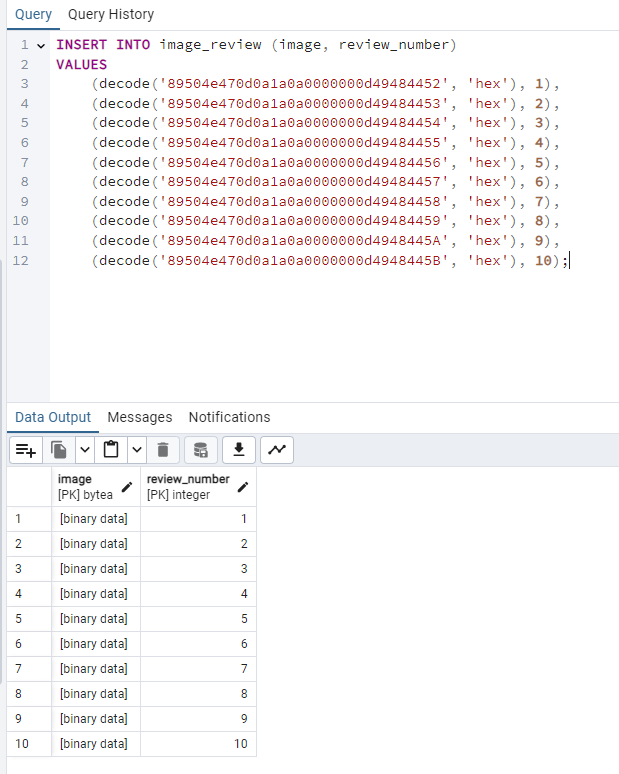 Query Query History
1 INSERT INTO image_review (image, review_number)
2 VALUES
3 (decode('89504e470d0a1a0a0000000d49484452', 'hex'), 1),
4 (decode('89504e470d0a1a0a0000000d49484453', 'hex'), 2),
5 (decode('89504e470d0a1a0a0000000d49484454', 'hex'), 3),
6 (decode('89504e470d0a1a0a0000000d49484455', 'hex'), 4),
7 (decode('89504e470d0a1a0a0000000d49484456', 'hex'), 5),
8 (decode('89504e470d0a1a0a0000000d49484457', 'hex'), 6),
9 (decode('89504e470d0a1a0a0000000d49484458', 'hex'), 7),
10 (decode('89504e470d0a1a0a0000000d49484459', 'hex'), 8),
11 (decode('89504e470d0a1a0a0000000d4948445A', 'hex'), 9),
12 (decode('89504e470d0a1a0a0000000d4948445B', 'hex'), 10);
Data Output Messages Notifications
image review_number
[PK] bytea [PK] integer
1 [binary data] 1
2 [binary data] 2
3 [binary data] 3
4 [binary data] 4
5 [binary data] 5
6 [binary data] 6
7 [binary data] 7
8 [binary data] 8
9 [binary data] 9
10 [binary data] 10